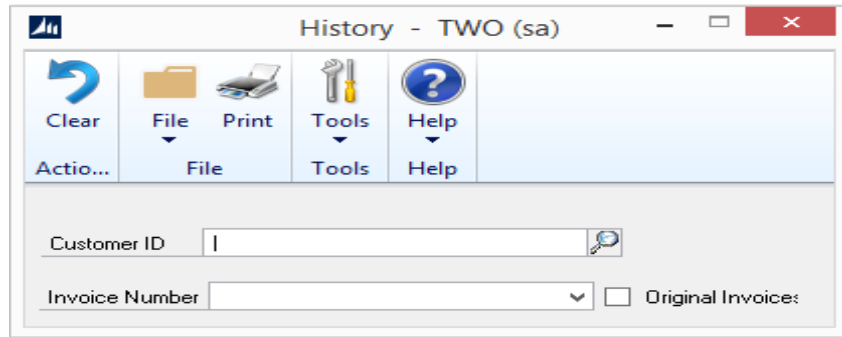 History - TWO (sa)
Clear File Print Tools Help
Actio... File Tools Help
Customer ID
Invoice Number Original Invoices